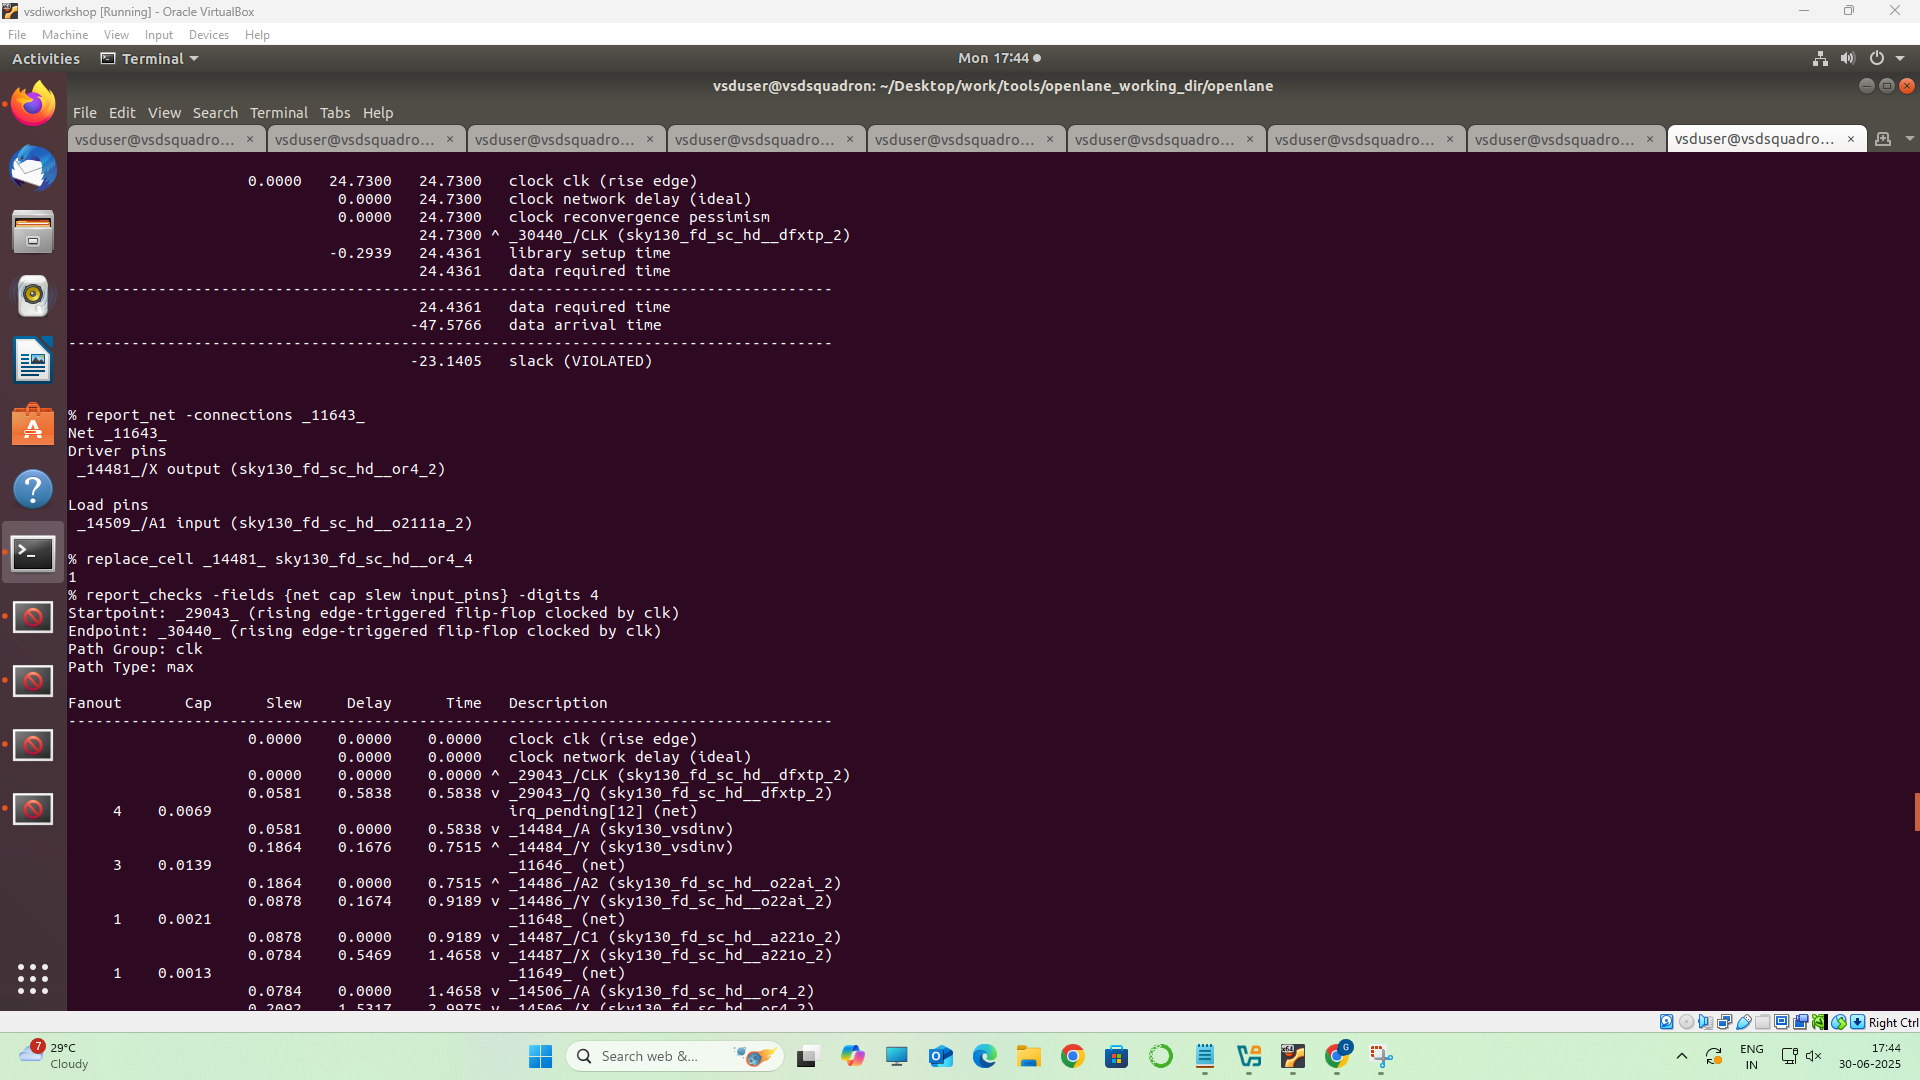 vsdiworkshop [Running] - Oracle VirtualBox
File Machine View Input Devices Help
Activities Terminal Mon 17:44
vsduser@vsdsquadron: ~/Desktop/work/tools/openlane_working_dir/openlane
File Edit View Search Terminal Tabs Help
vsduser@vsdsquadro... × vsduser@vsdsquadro... × vsduser@vsdsquadro... × vsduser@vsdsquadro... × vsduser@vsdsquadro... × vsduser@vsdsquadro... × vsduser@vsdsquadro... × vsduser@vsdsquadro... × vsduser@vsdsquadro... ×
0.0000 24.7300 24.7300 clock clk (rise edge)
0.0000 24.7300 clock network delay (ideal)
0.0000 24.7300 clock reconvergence pessimism
24.7300 ^ _30440_/CLK (sky130_fd_sc_hd__dfxtp_2)
-0.2939 24.4361 library setup time
24.4361 data required time
-------------------------------------------------------------------------------------
24.4361 data required time
-47.5766 data arrival time
-------------------------------------------------------------------------------------
-23.1405 slack (VIOLATED)
% report_net -connections _11643_
Net _11643_
Driver pins
_14481_/X output (sky130_fd_sc_hd__or4_2)
Load pins
_14509_/A1 input (sky130_fd_sc_hd__o2111a_2)
% replace_cell _14481_ sky130_fd_sc_hd__or4_4
1
% report_checks -fields {net cap slew input_pins} -digits 4
Startpoint: _29043_ (rising edge-triggered flip-flop clocked by clk)
Endpoint: _30440_ (rising edge-triggered flip-flop clocked by clk)
Path Group: clk
Path Type: max
Fanout Cap Slew Delay Time Description
-------------------------------------------------------------------------------------
0.0000 0.0000 0.0000 clock clk (rise edge)
0.0000 0.0000 clock network delay (ideal)
0.0000 0.0000 0.0000 ^ _29043_/CLK (sky130_fd_sc_hd__dfxtp_2)
0.0581 0.5838 0.5838 v _29043_/Q (sky130_fd_sc_hd__dfxtp_2)
4 0.0069 irq_pending[12] (net)
0.0581 0.0000 0.5838 v _14484_/A (sky130_vsdinv)
0.1864 0.1676 0.7515 ^ _14484_/Y (sky130_vsdinv)
3 0.0139 _11646_ (net)
0.1864 0.0000 0.7515 ^ _14486_/A2 (sky130_fd_sc_hd__o22ai_2)
0.0878 0.1674 0.9189 v _14486_/Y (sky130_fd_sc_hd__o22ai_2)
1 0.0021 _11648_ (net)
0.0878 0.0000 0.9189 v _14487_/C1 (sky130_fd_sc_hd__a221o_2)
0.0784 0.5469 1.4658 v _14487_/X (sky130_fd_sc_hd__a221o_2)
1 0.0013 _11649_ (net)
0.0784 0.0000 1.4658 v _14506_/A (sky130_fd_sc_hd__or4_2)
0.2092 1.5317 2.9975 v _14506_/X (sky130_fd_sc_hd__or4_2)
Right Ctrl
7
29°C
Cloudy
Search web &...
G
ENG
IN
17:44
30-06-2025